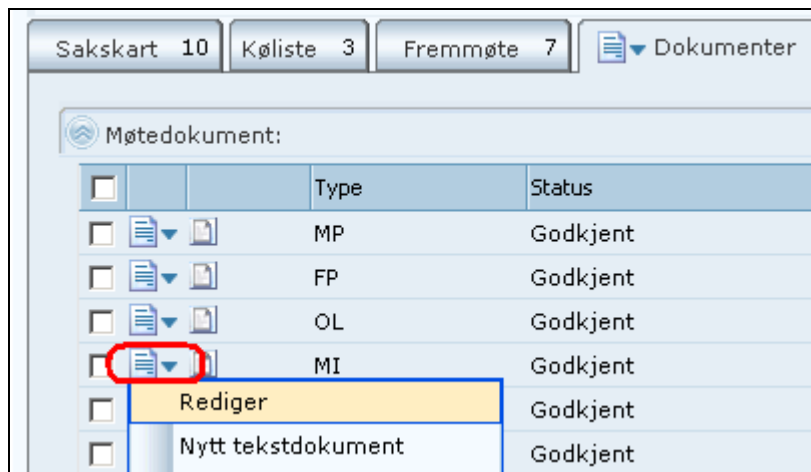 Sakskart 10 Køliste 3 Fremmøte 7 Dokumenter
Møtedokument:
Type Status
MP Godkjent
FP Godkjent
OL Godkjent
MI Godkjent
Rediger Godkjent
Nytt tekstdokument Godkjent